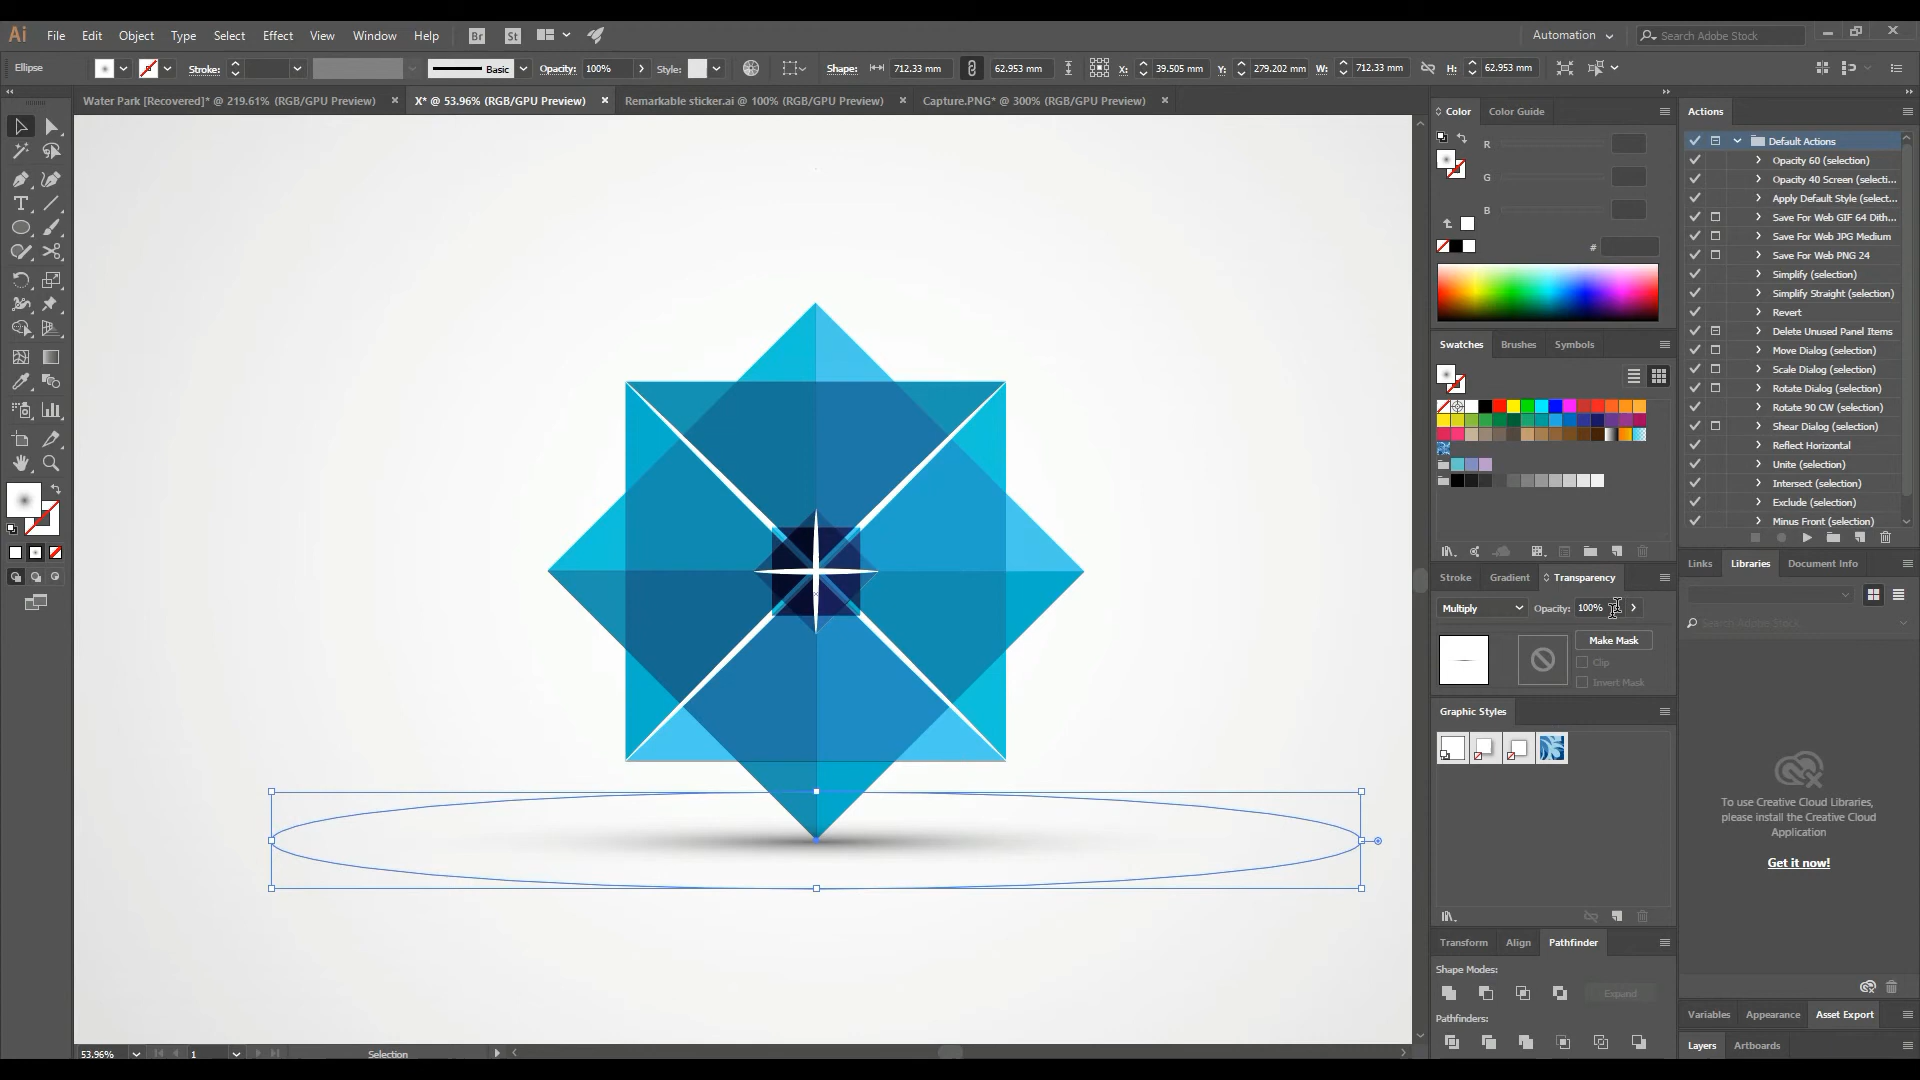 Ai File Edit Object Type Select Effect View Window Help Br St Automation Search Adobe Stock
Ellipse Stroke: Basic Opacity: 100% Style: Shape: 712.33 mm 62.953 mm X: 39.505 mm Y: 279.202 mm W: 712.33 mm H: 62.953 mm
Water Park [Recovered]* @ 219.61% (RGB/GPU Preview) X* @ 53.96% (RGB/GPU Preview) Remarkable sticker.ai @ 100% (RGB/GPU Preview) Capture.PNG* @ 300% (RGB/GPU Preview)
Color Color Guide
R
G
B
#
Swatches Brushes Symbols
Stroke Gradient Transparency
Multiply Opacity: 100%
Make Mask
Clip
Invert Mask
Graphic Styles
Transform Align Pathfinder
Shape Modes:
Expand
Pathfinders:
Actions
Default Actions
Opacity 60 (selection)
Opacity 40 Screen (selecti...
Apply Default Style (select...
Save For Web GIF 64 Dith...
Save For Web JPG Medium
Save For Web PNG 24
Simplify (selection)
Simplify Straight (selection)
Revert
Delete Unused Panel Items
Move Dialog (selection)
Scale Dialog (selection)
Rotate Dialog (selection)
Rotate 90 CW (selection)
Shear Dialog (selection)
Reflect Horizontal
Unite (selection)
Intersect (selection)
Exclude (selection)
Minus Front (selection)
Links Libraries Document Info
Search Adobe Stock...
To use Creative Cloud Libraries,
please install the Creative Cloud
Application
Get it now!
Variables Appearance Asset Export
Layers Artboards
53.96% 1 Selection